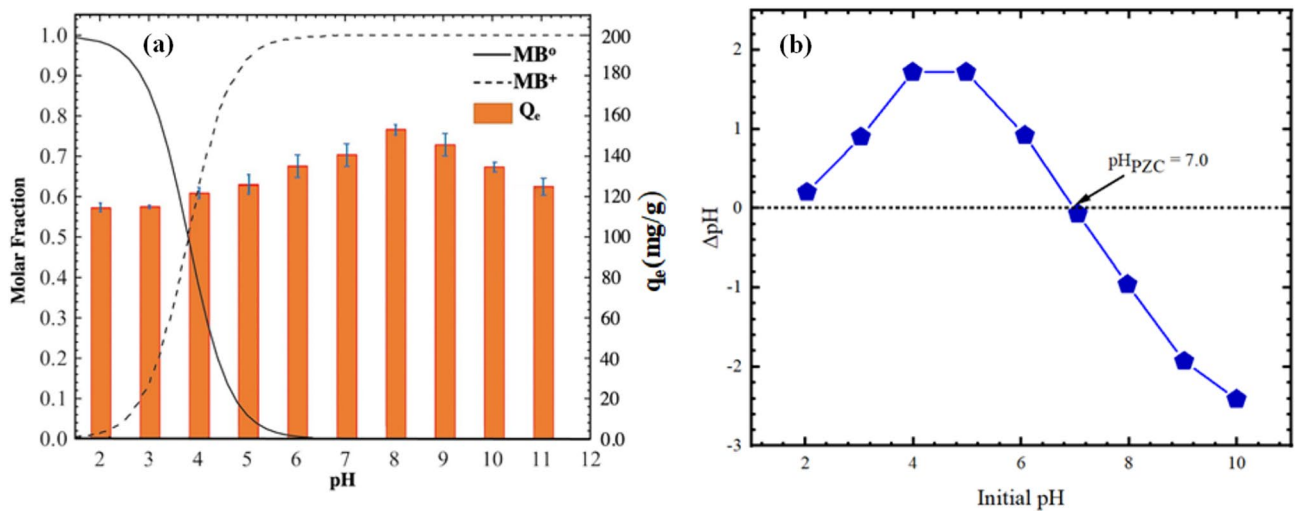 (a)
MB⁰
MB⁺
Qₑ
1.0
0.9
0.8
0.7
0.6
0.5
0.4
0.3
0.2
0.1
0.0
Molar Fraction
200
180
160
140
120
100
80
60
40
20
0.0
qₑ(mg/g)
2 3 4 5 6 7 8 9 10 11 12
pH
(b)
pH_PZC = 7.0
2
1
0
-1
-2
-3
ΔpH
2 4 6 8 10
Initial pH